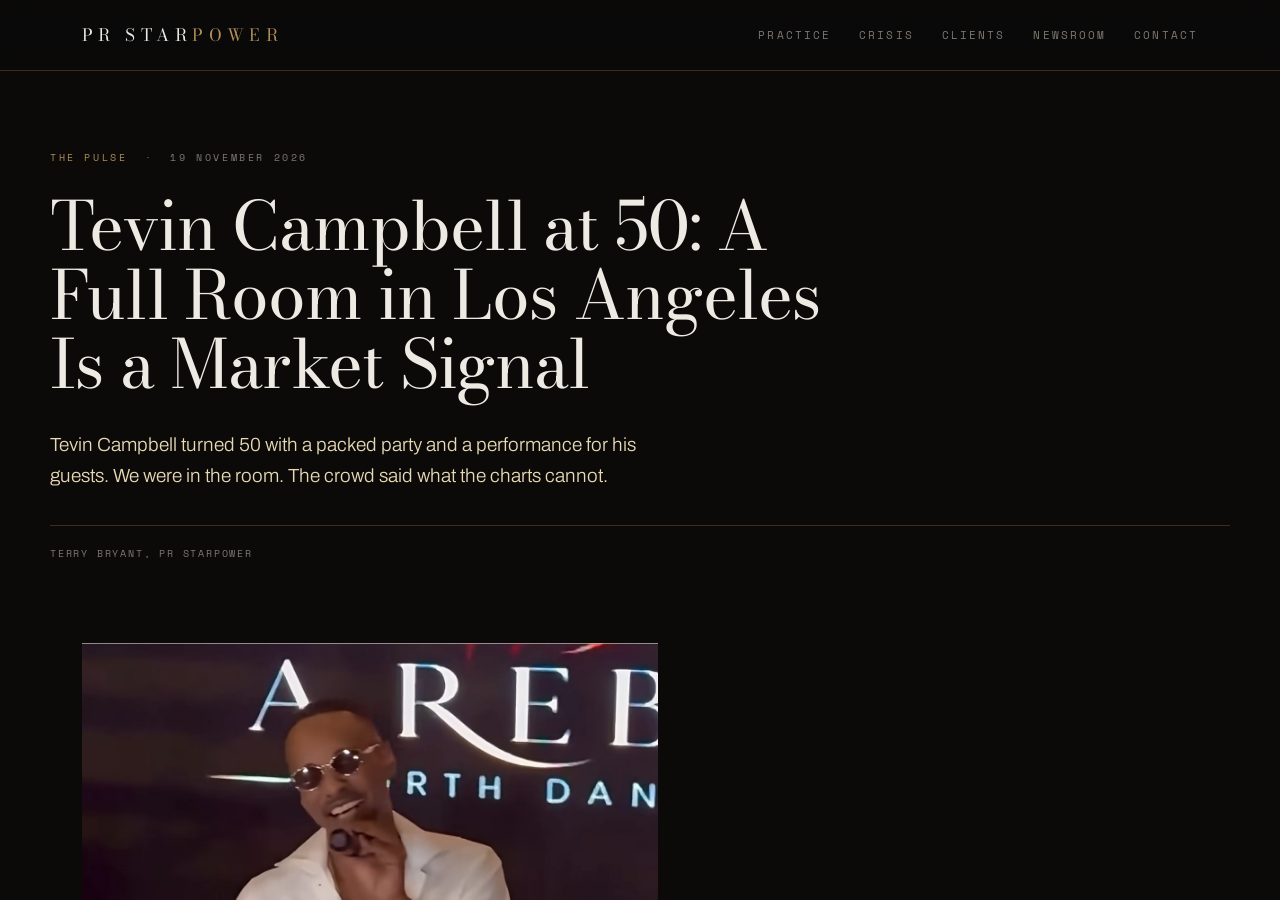 PR STARPOWER
PRACTICE CRISIS CLIENTS NEWSROOM CONTACT
THE PULSE · 19 NOVEMBER 2026
Tevin Campbell at 50: A
Full Room in Los Angeles
Is a Market Signal
Tevin Campbell turned 50 with a packed party and a performance for his
guests. We were in the room. The crowd said what the charts cannot.
TERRY BRYANT, PR STARPOWER
A REB
RTH DAN